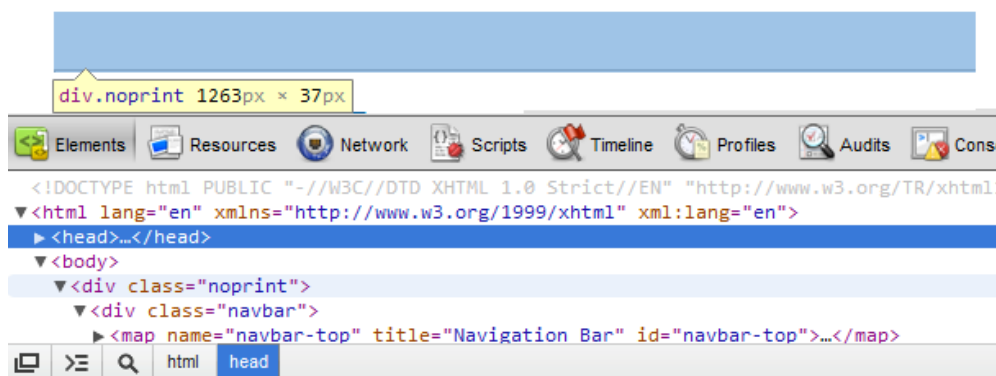 div.noprint 1263px × 37px
Elements Resources Network Scripts Timeline Profiles Audits Cons
<!DOCTYPE html PUBLIC "-//W3C//DTD XHTML 1.0 Strict//EN" "http://www.w3.org/TR/xhtml
▼<html lang="en" xmlns="http://www.w3.org/1999/xhtml" xml:lang="en">
▶<head>…</head>
▼<body>
▼<div class="noprint">
▼<div class="navbar">
▶<map name="navbar-top" title="Navigation Bar" id="navbar-top">…</map>
html head